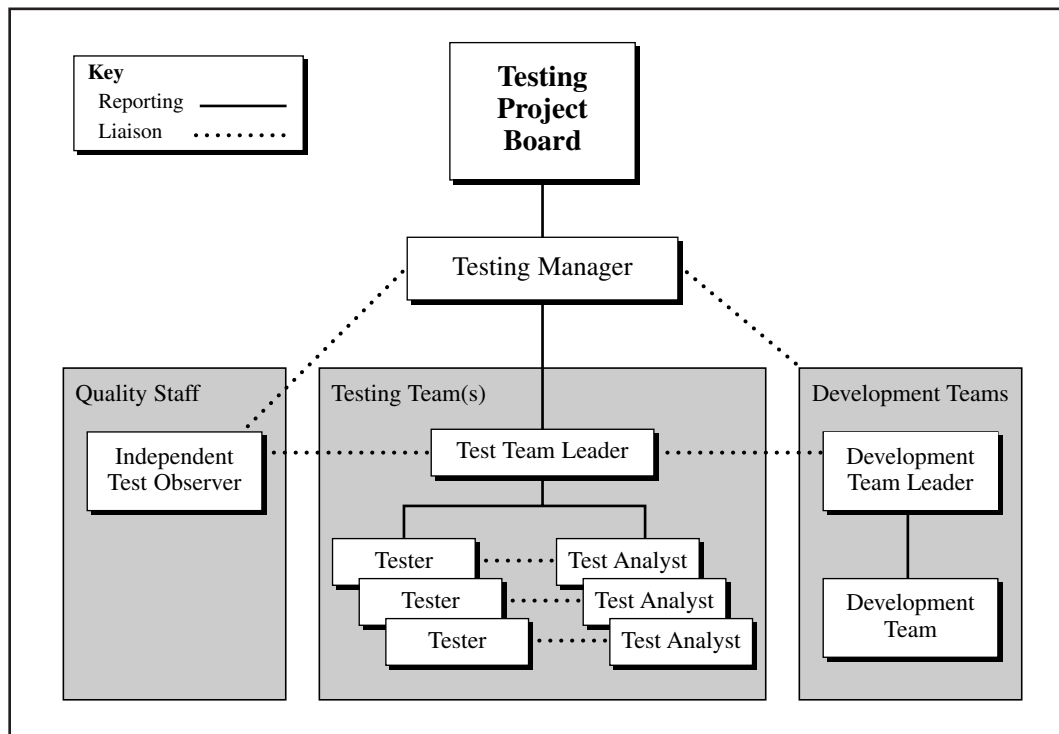 Key
Reporting
Liaison
Testing
Project
Board
Testing Manager
Quality Staff
Independent
Test Observer
Testing Team(s)
Test Team Leader
Tester
Test Analyst
Tester
Test Analyst
Tester
Test Analyst
Development Teams
Development
Team Leader
Development
Team